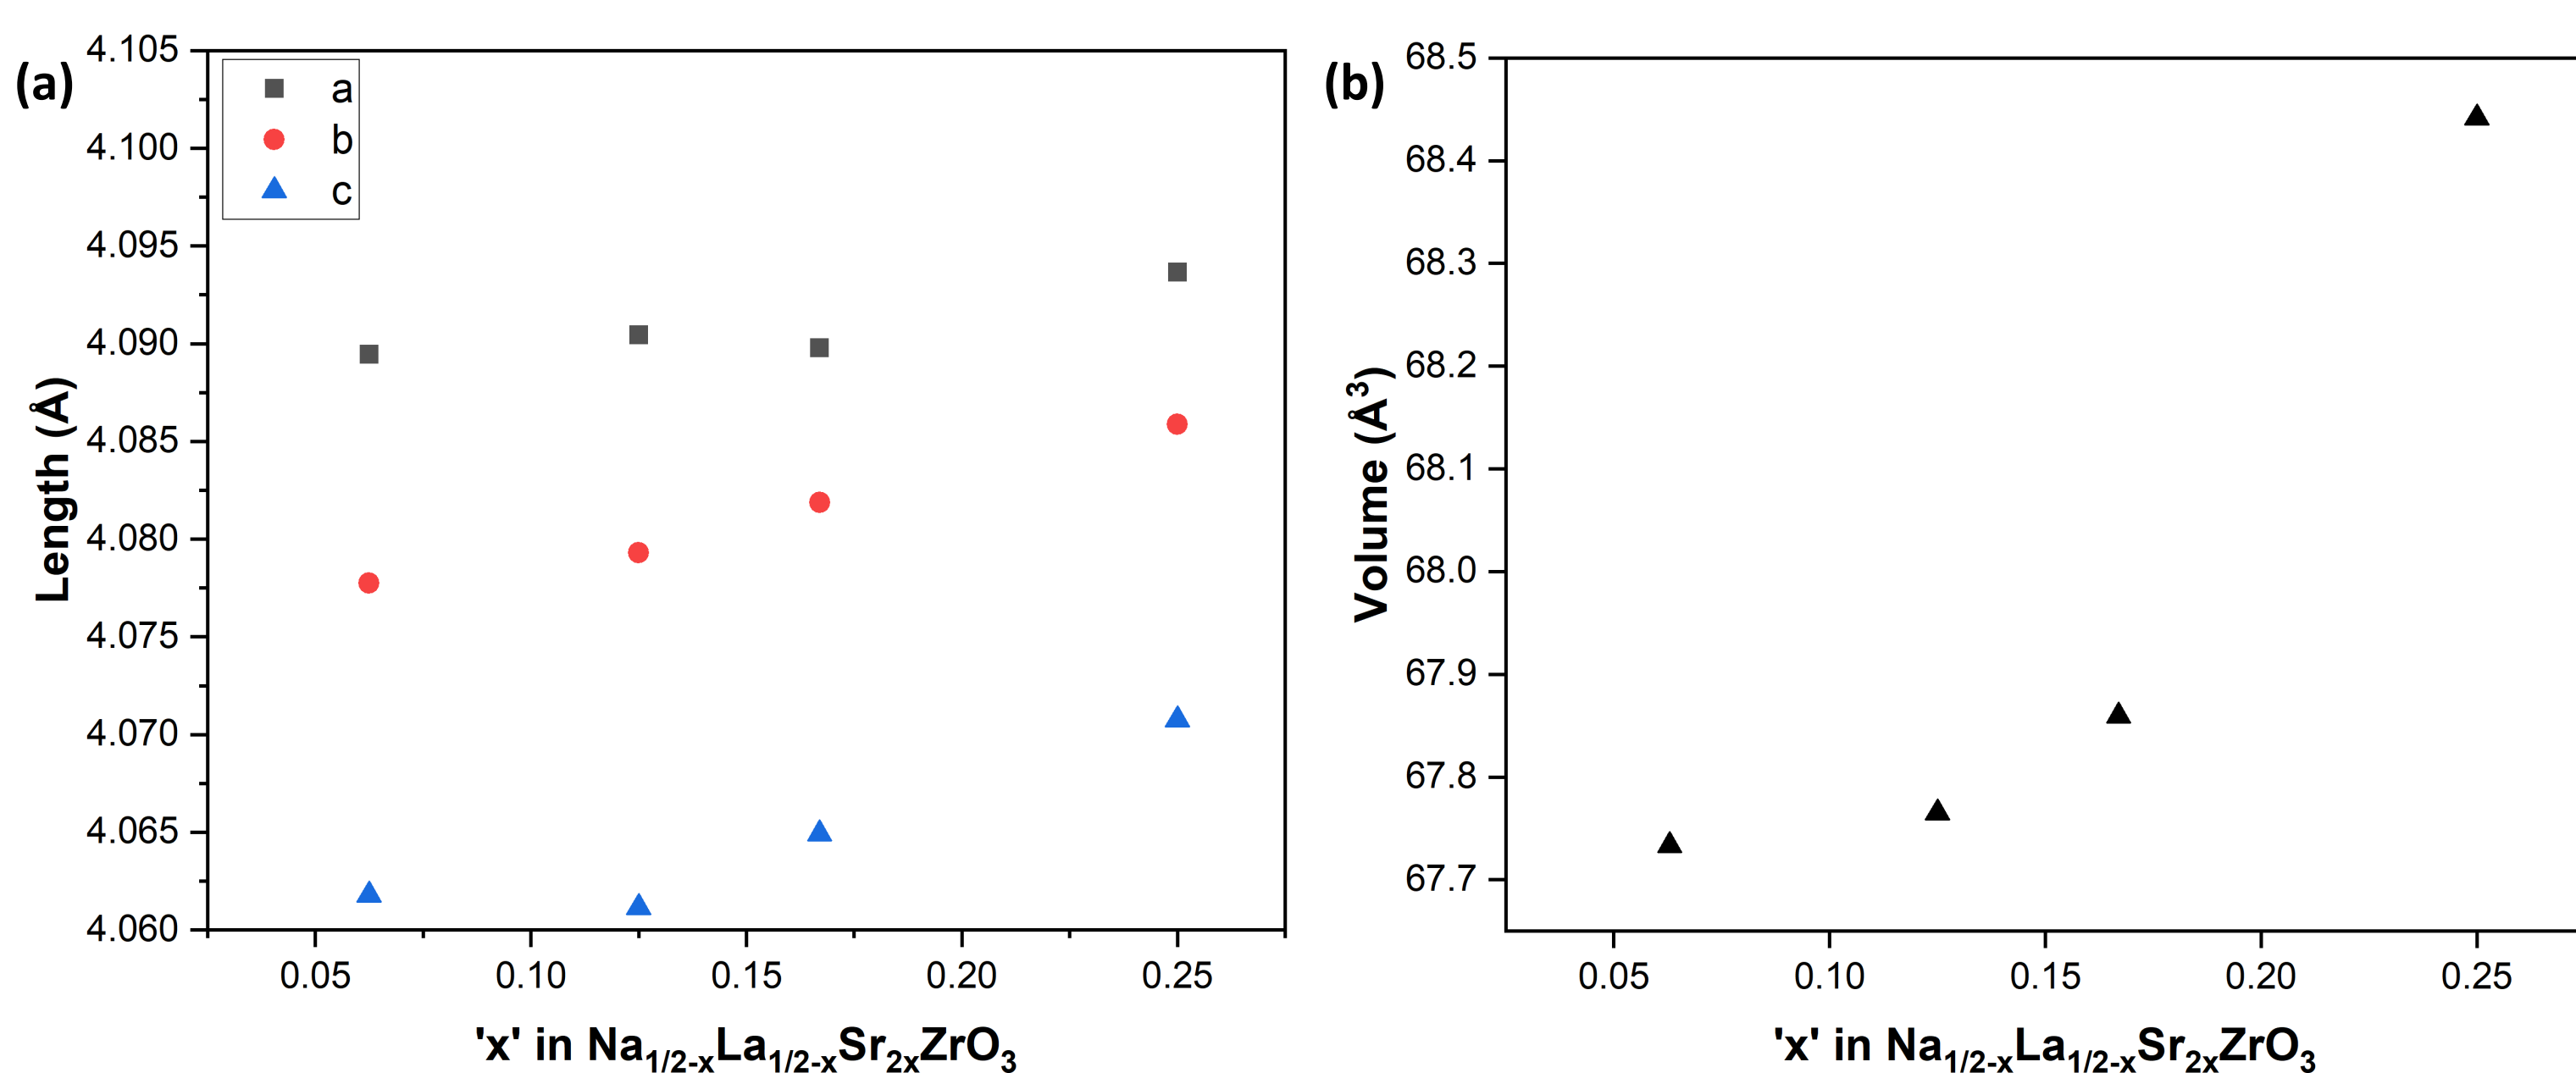 (a)
a
b
c
4.105
4.100
4.095
4.090
4.085
4.080
4.075
4.070
4.065
4.060
Length (Å)
0.05 0.10 0.15 0.20 0.25
'x' in Na1/2-xLa1/2-xSr2xZrO3
(b)
68.5
68.4
68.3
68.2
68.1
68.0
67.9
67.8
67.7
Volume (Å3)
0.05 0.10 0.15 0.20 0.25
'x' in Na1/2-xLa1/2-xSr2xZrO3